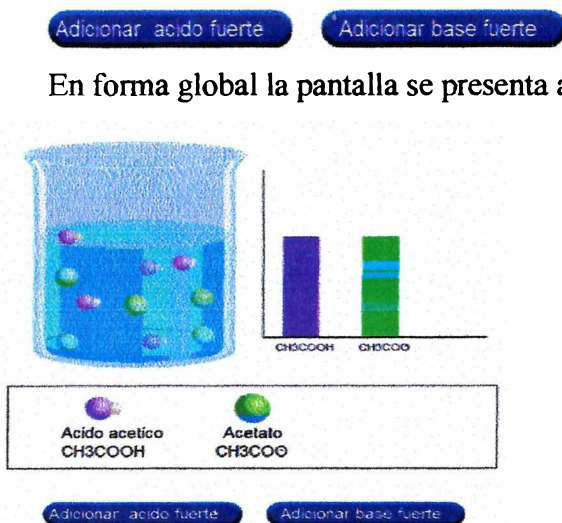 Adicionar acido fuerte Adicionar base fuerte
En forma global la pantalla se presenta a
CH3COOH CH3COO
Acido acetico Acetato
CH3COOH CH3COO
Adicionar acido fuerte Adicionar base fuerte